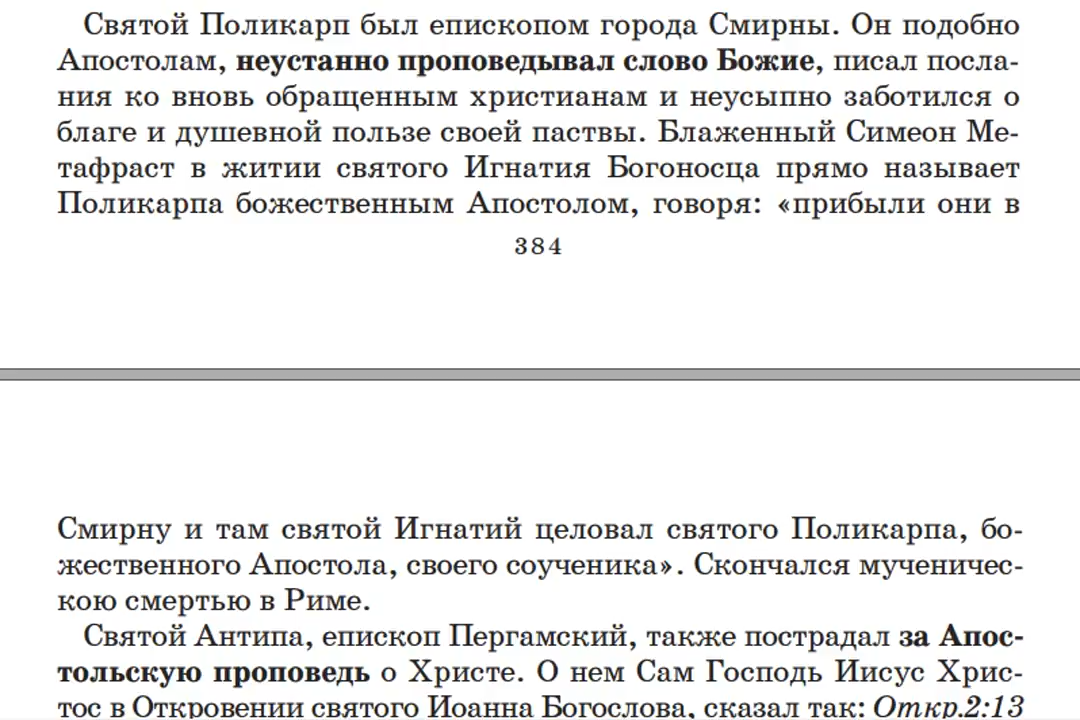 Святой Поликарп был епископом города Смирны. Он подобно
Апостолам, неустанно проповедывал слово Божие, писал посла-
ния ко вновь обращенным христианам и неусыпно заботился о
благе и душевной пользе своей паствы. Блаженный Симеон Ме-
тафраст в житии святого Игнатия Богоносца прямо называет
Поликарпа божественным Апостолом, говоря: «прибыли они в
384
Смирну и там святой Игнатий целовал святого Поликарпа, бо-
жественного Апостола, своего соученика». Скончался мученичес-
кою смертью в Риме.
Святой Антипа, епископ Пергамский, также пострадал за Апос-
тольскую проповедь о Христе. О нем Сам Господь Иисус Хрис-
тос в Откровении святого Иоанна Богослова, сказал так: Откр.2:13